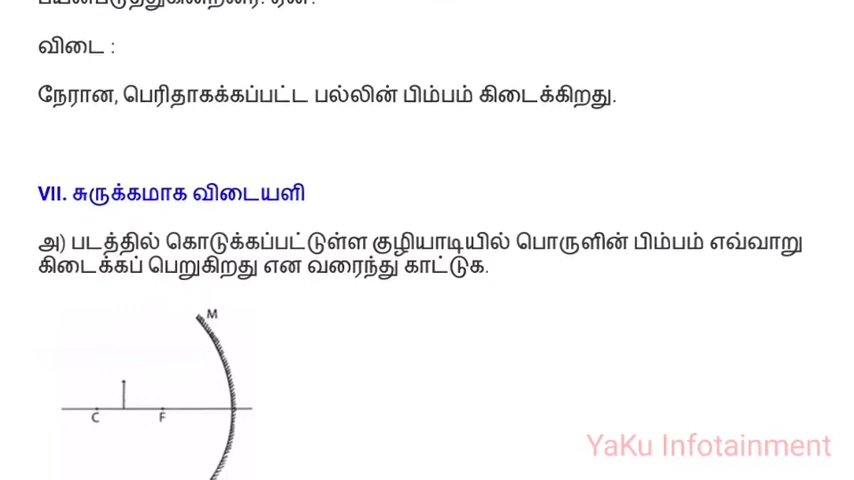 விடை :
நேரான, பெரிதாகக்கப்பட்ட பல்லின் பிம்பம் கிடைக்கிறது.
VII. சுருக்கமாக விடையளி
அ) படத்தில் கொடுக்கப்பட்டுள்ள குழியாடியில் பொருளின் பிம்பம் எவ்வாறு
கிடைக்கப் பெறுகிறது என வரைந்து காட்டுக.
M
C F
YaKu Infotainment